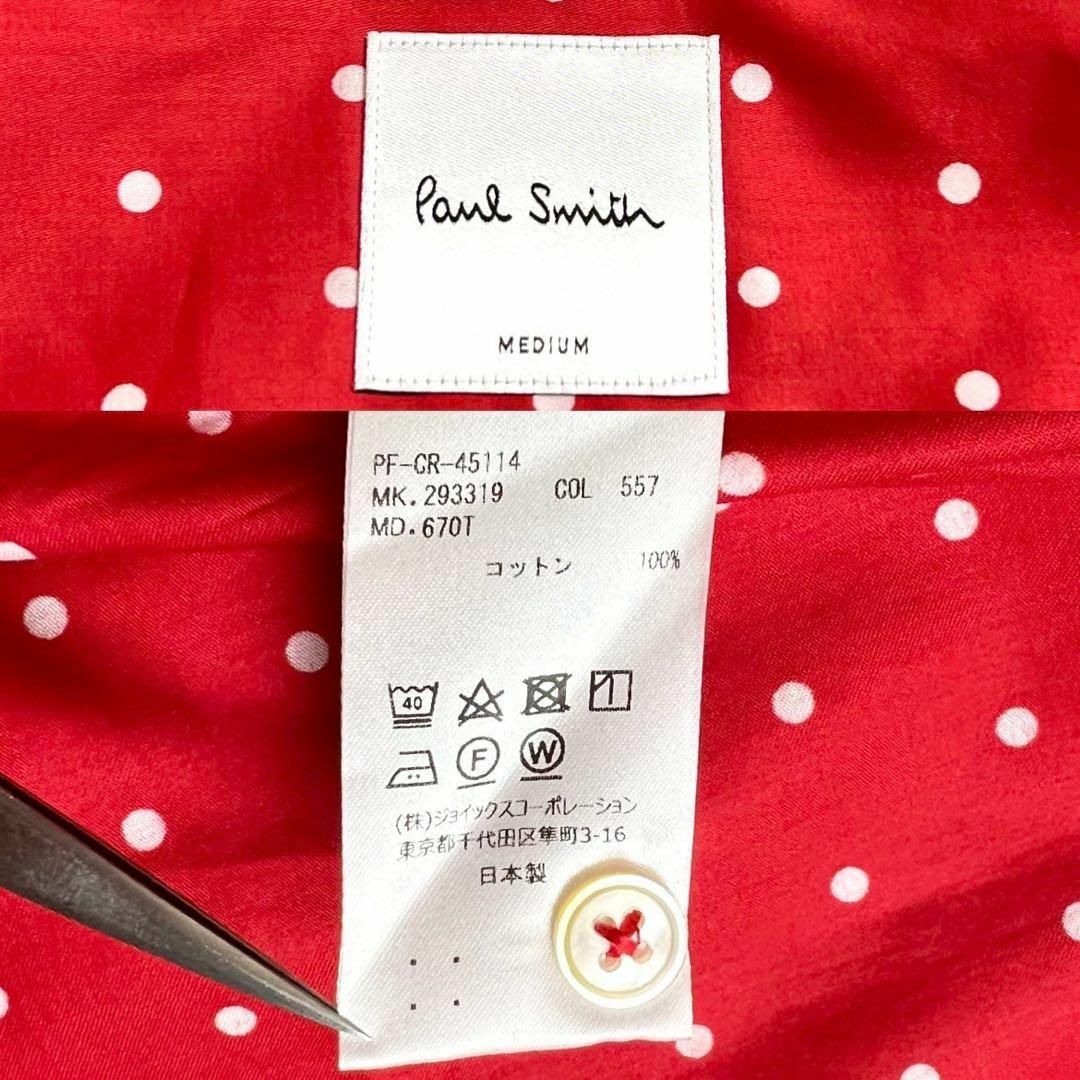 Paul Smith
MEDIUM
PF-CR-45114
MK.293319 COL 557
MD.670T
コットン 100%
40
F W
(株)ジョイックスコーポレーション
東京都千代田区隼町3-16
日本製